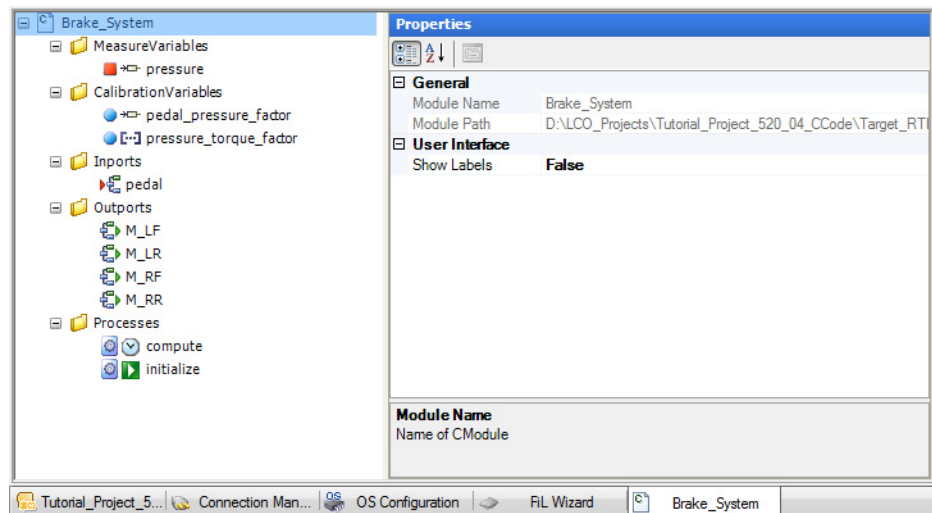 Brake_System
MeasureVariables
pressure
CalibrationVariables
pedal_pressure_factor
pressure_torque_factor
Inports
pedal
Outports
M_LF
M_LR
M_RF
M_RR
Processes
compute
initialize
Properties
General
Module Name Brake_System
Module Path D:\LCO_Projects\Tutorial_Project_520_04_CCode\Target_RTI
User Interface
Show Labels False
Module Name
Name of CModule
Tutorial_Project_5... Connection Man... OS Configuration FiL Wizard Brake_System